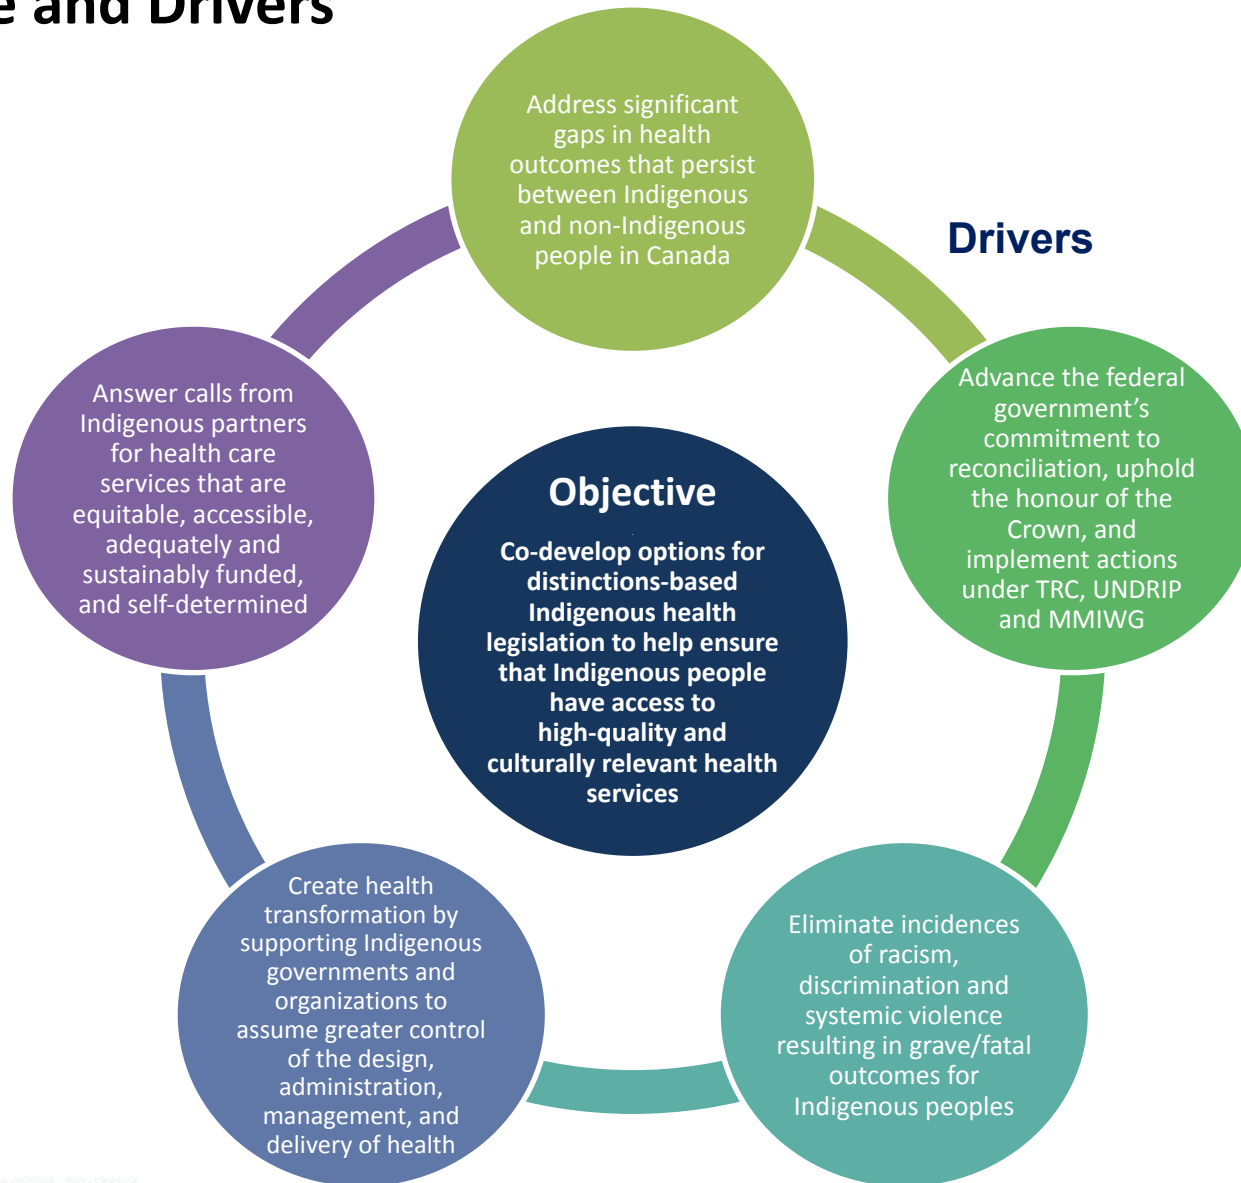 e and Drivers
Address significant
gaps in health
outcomes that persist
between Indigenous
and non-Indigenous
people in Canada
Drivers
Advance the federal
government’s
commitment to
reconciliation, uphold
the honour of the
Crown, and
implement actions
under TRC, UNDRIP
and MMIWG
Eliminate incidences
of racism,
discrimination and
systemic violence
resulting in grave/fatal
outcomes for
Indigenous peoples
Create health
transformation by
supporting Indigenous
governments and
organizations to
assume greater control
of the design,
administration,
management, and
delivery of health
Answer calls from
Indigenous partners
for health care
services that are
equitable, accessible,
adequately and
sustainably funded,
and self-determined
Objective
Co-develop options for
distinctions-based
Indigenous health
legislation to help ensure
that Indigenous people
have access to
high-quality and
culturally relevant health
services